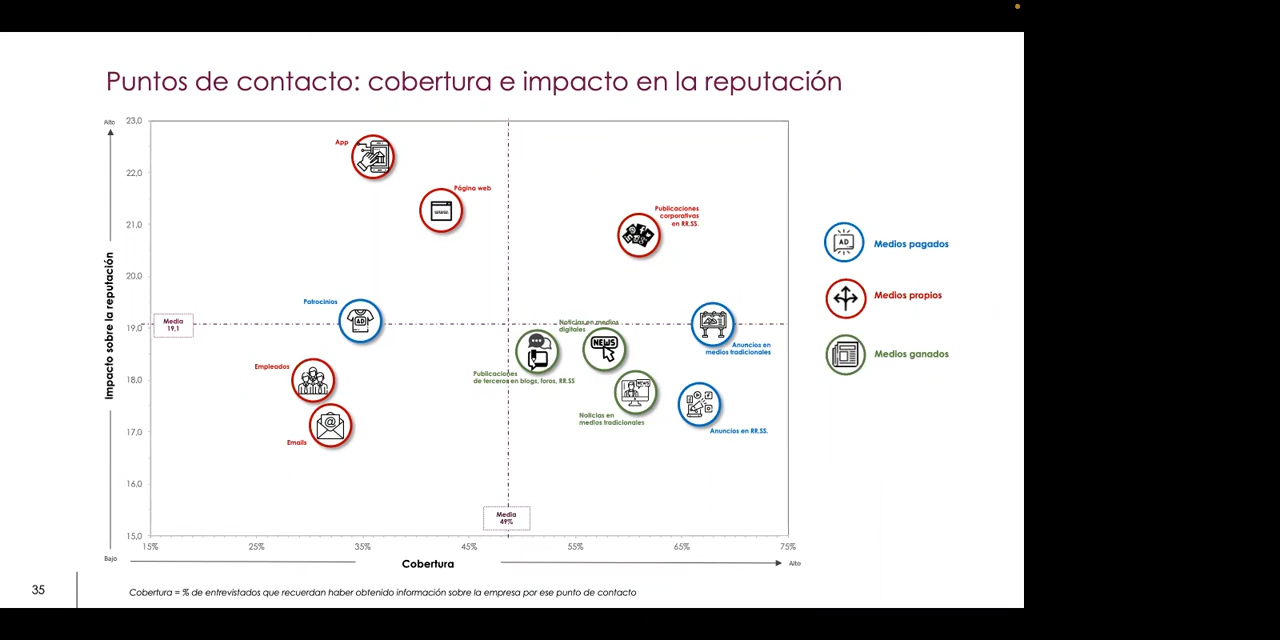 Puntos de contacto: cobertura e impacto en la reputación
Alto
23,0
22,0
21,0
20,0
19,0
18,0
17,0
16,0
15,0
Bajo
Impacto sobre la reputación
Media
19,1
App
Página web
Publicaciones
corporativas
en RR.SS.
Patrocinios
AD
Noticias en medios
digitales
NEWS
Anuncios en
medios tradicionales
Publicaciones
de terceros en blogs, foros, RR.SS
Empleados
Emails
@
Noticias en
medios tradicionales
NEWS
Anuncios en RR.SS.
Media
49%
15%
25%
35%
45%
55%
65%
75%
Cobertura
Alto
AD
Medios pagados
Medios propios
Medios ganados
35
Cobertura = % de entrevistados que recuerdan haber obtenido información sobre la empresa por ese punto de contacto